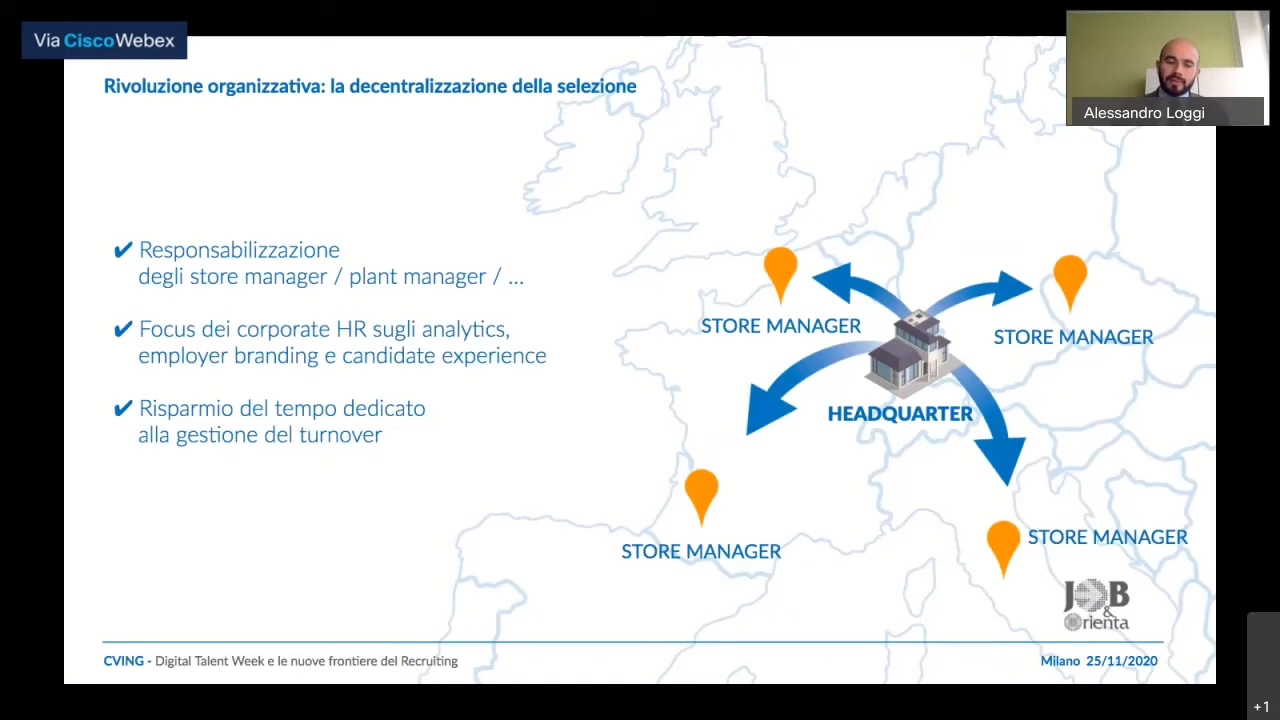 Via CiscoWebex
Rivoluzione organizzativa: la decentralizzazione della selezione
Alessandro Loggi
✔ Responsabilizzazione
degli store manager / plant manager / ...
✔ Focus dei corporate HR sugli analytics,
employer branding e candidate experience
✔ Risparmio del tempo dedicato
alla gestione del turnover
STORE MANAGER
STORE MANAGER
HEADQUARTER
STORE MANAGER
STORE MANAGER
JOB
& Orienta
CVING - Digital Talent Week e le nuove frontiere del Recruiting
Milano 25/11/2020
+1